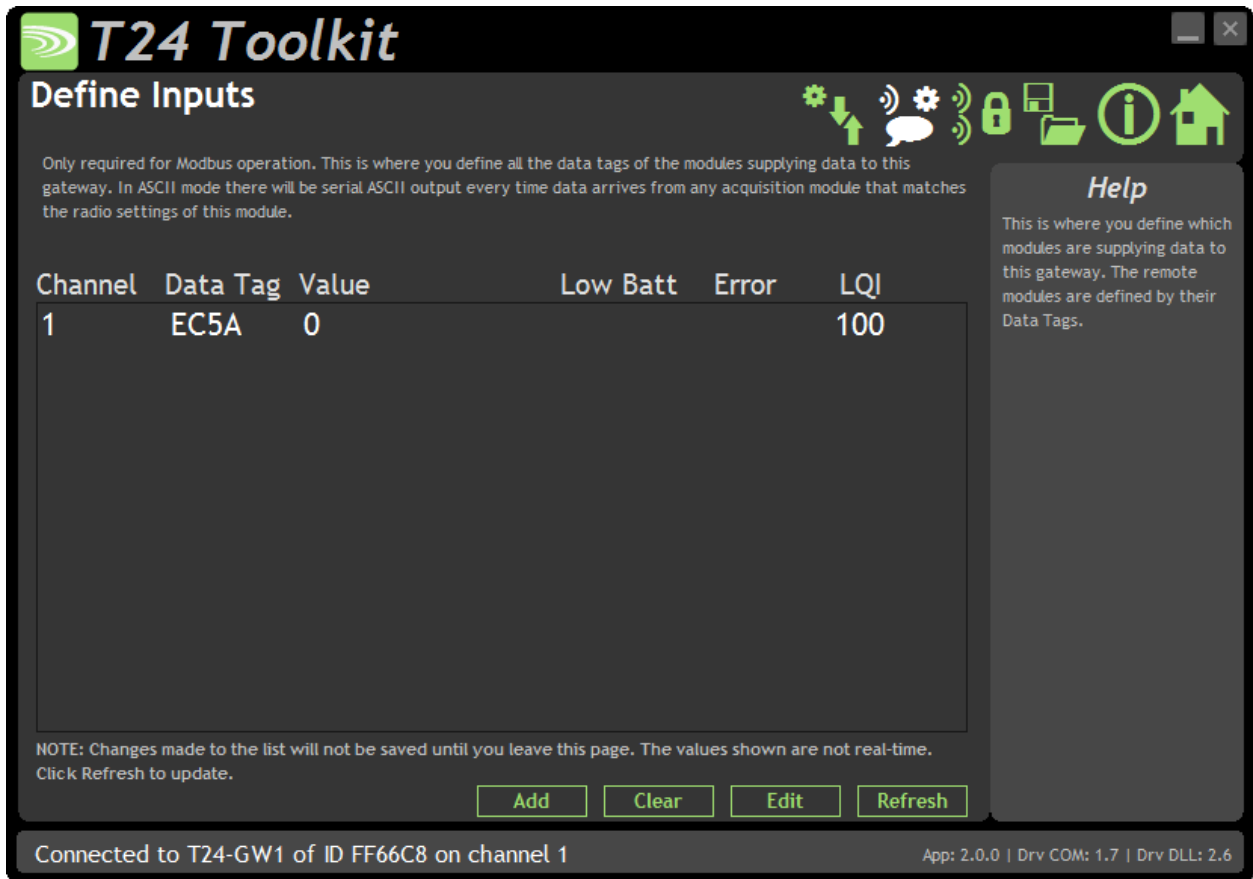 T24 Toolkit
Define Inputs
Only required for Modbus operation. This is where you define all the data tags of the modules supplying data to this
gateway. In ASCII mode there will be serial ASCII output every time data arrives from any acquisition module that matches
the radio settings of this module.
Channel Data Tag Value Low Batt Error LQI
1 EC5A 0 100
NOTE: Changes made to the list will not be saved until you leave this page. The values shown are not real-time.
Click Refresh to update.
Add Clear Edit Refresh
Help
This is where you define which
modules are supplying data to
this gateway. The remote
modules are defined by their
Data Tags.
Connected to T24-GW1 of ID FF66C8 on channel 1
App: 2.0.0 | Drv COM: 1.7 | Drv DLL: 2.6